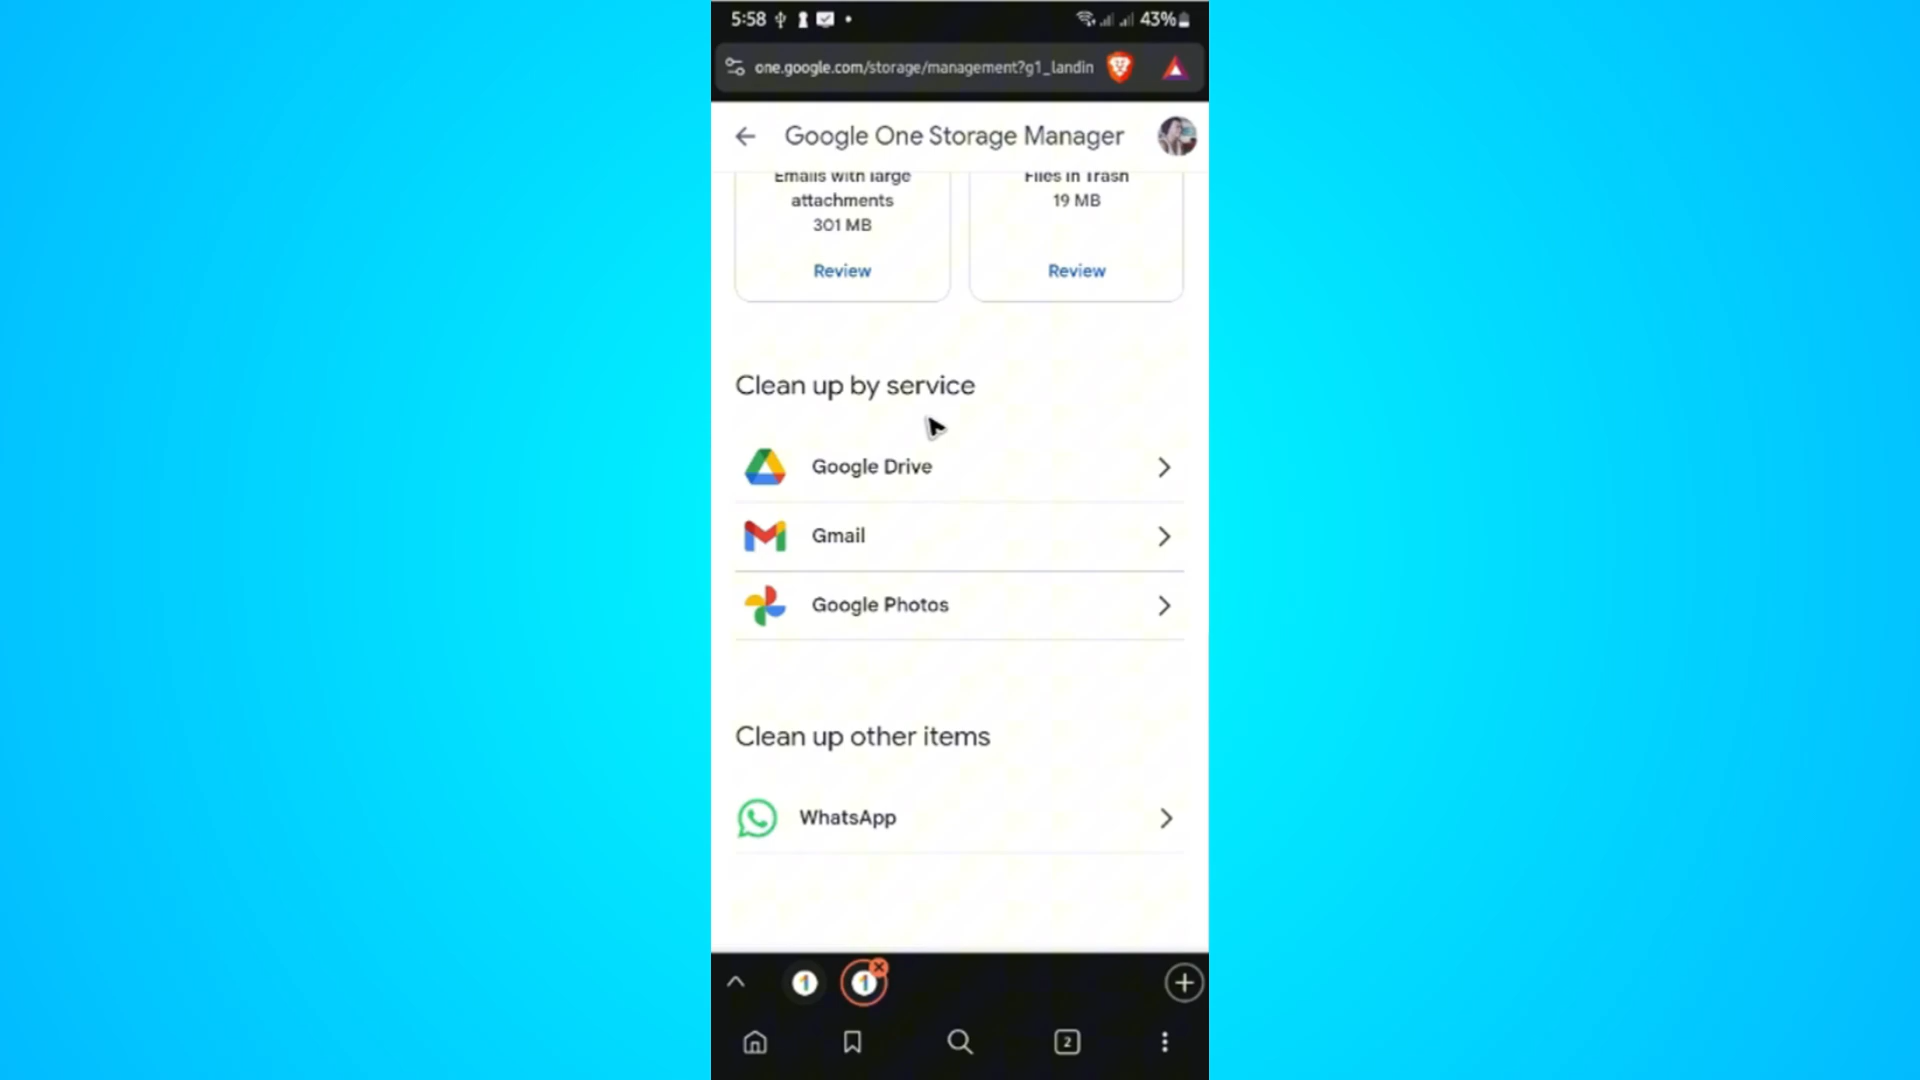 5:58
43%
one.google.com/storage/management?g1_landin
Google One Storage Manager
Emails with large
attachments
301 MB
Review
Files in Trash
19 MB
Review
Clean up by service
Google Drive
Gmail
Google Photos
Clean up other items
WhatsApp
1
1
2